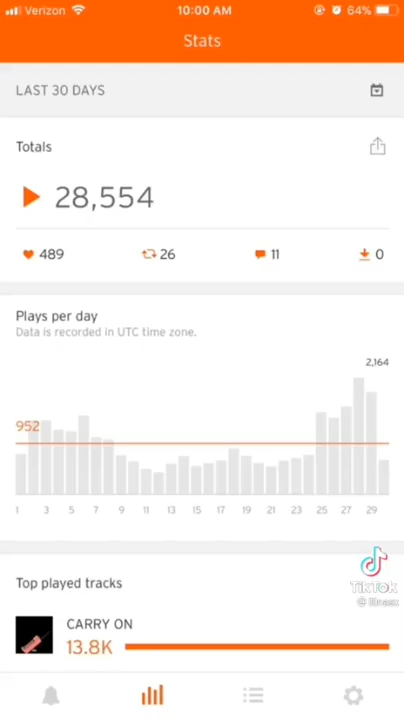 Verizon 10:00 AM 64%
Stats
LAST 30 DAYS
Totals
28,554
489 26 11 0
Plays per day
Data is recorded in UTC time zone.
2,164
952
1 3 5 7 9 11 13 15 17 19 21 23 25 27 29
Top played tracks
TikTok
CARRY ON
13.8K